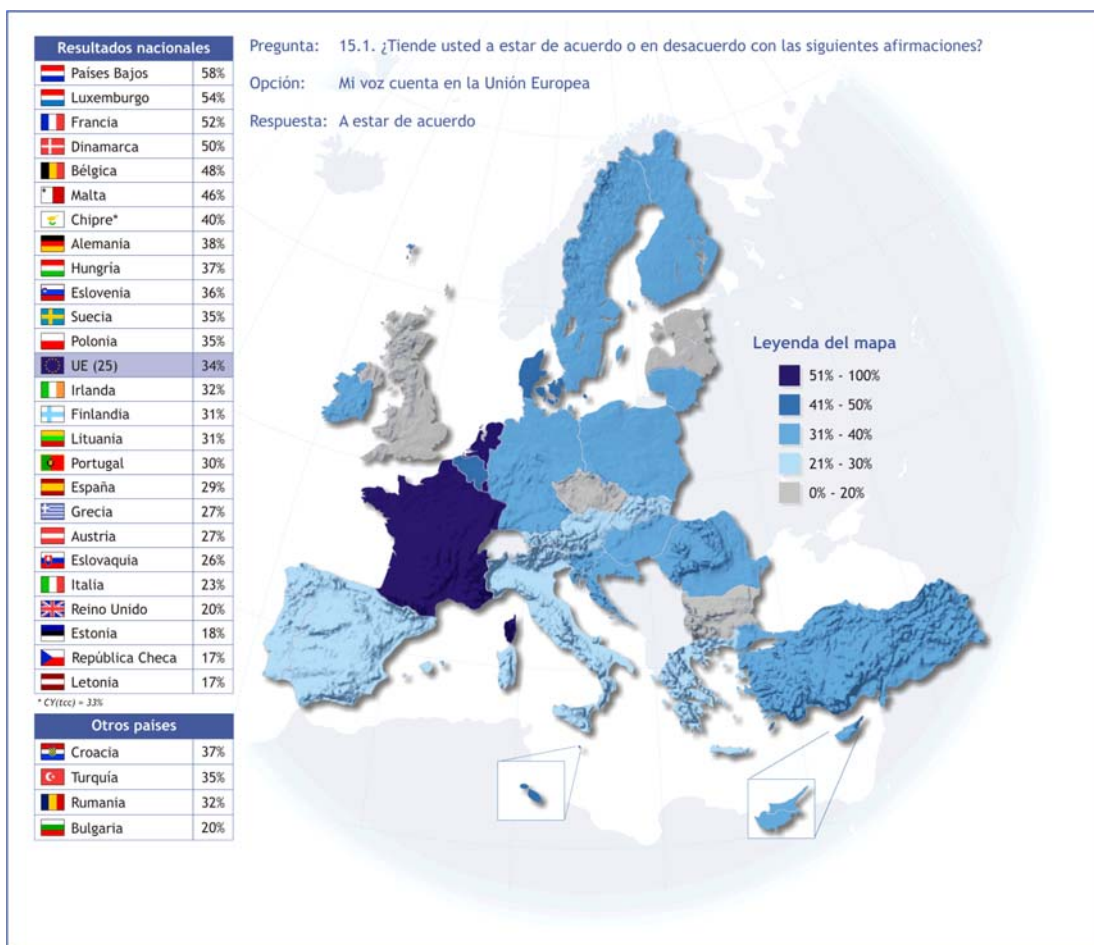 Resultados nacionales
Países Bajos 58%
Luxemburgo 54%
Francia 52%
Dinamarca 50%
Bélgica 48%
Malta 46%
Chipre* 40%
Alemania 38%
Hungría 37%
Eslovenia 36%
Suecia 35%
Polonia 35%
UE (25) 34%
Irlanda 32%
Finlandia 31%
Lituania 31%
Portugal 30%
España 29%
Grecia 27%
Austria 27%
Eslovaquia 26%
Italia 23%
Reino Unido 20%
Estonia 18%
República Checa 17%
Letonia 17%
* CY(tcc) = 33%
Otros países
Croacia 37%
Turquía 35%
Rumania 32%
Bulgaria 20%
Pregunta: 15.1. ¿Tiende usted a estar de acuerdo o en desacuerdo con las siguientes afirmaciones?
Opción: Mi voz cuenta en la Unión Europea
Respuesta: A estar de acuerdo
Leyenda del mapa
51% - 100%
41% - 50%
31% - 40%
21% - 30%
0% - 20%